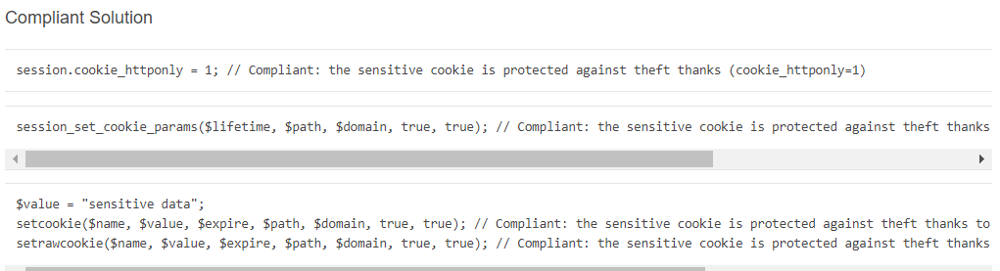 Compliant Solution
session.cookie_httponly = 1; // Compliant: the sensitive cookie is protected against theft thanks (cookie_httponly=1)
session_set_cookie_params($lifetime, $path, $domain, true, true); // Compliant: the sensitive cookie is protected against theft thanks
$value = "sensitive data";
setcookie($name, $value, $expire, $path, $domain, true, true); // Compliant: the sensitive cookie is protected against theft thanks to
setrawcookie($name, $value, $expire, $path, $domain, true, true); // Compliant: the sensitive cookie is protected against theft thanks